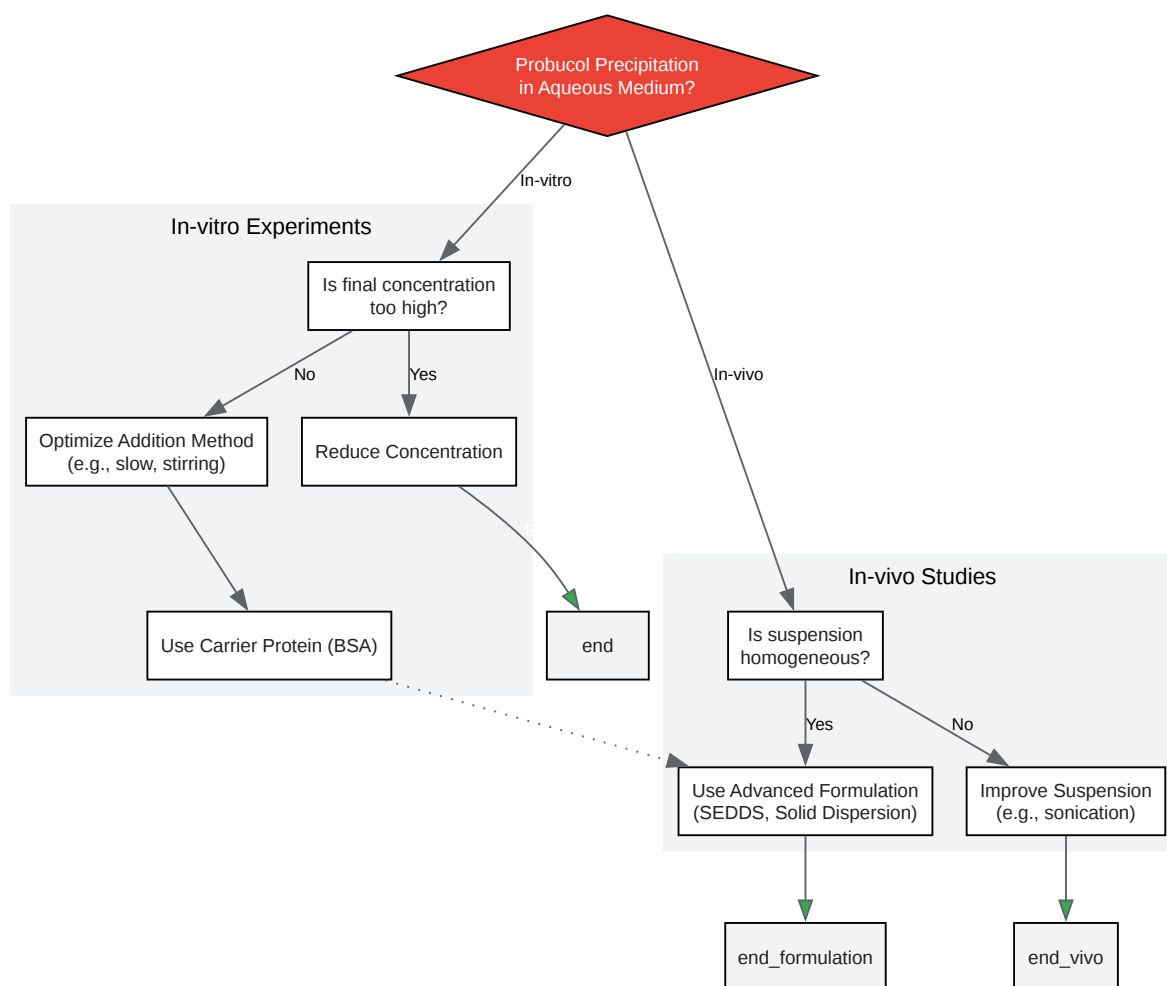 Probucol Precipitation
in Aqueous Medium?
In-vitro
In-vitro Experiments
Is final concentration
too high?
No
Yes
In-vivo
Optimize Addition Method
(e.g., slow, stirring)
Reduce Concentration
In-vivo Studies
Use Carrier Protein (BSA)
end
Is suspension
homogeneous?
Yes
No
Use Advanced Formulation
(SEDDS, Solid Dispersion)
Improve Suspension
(e.g., sonication)
end_formulation
end_vivo